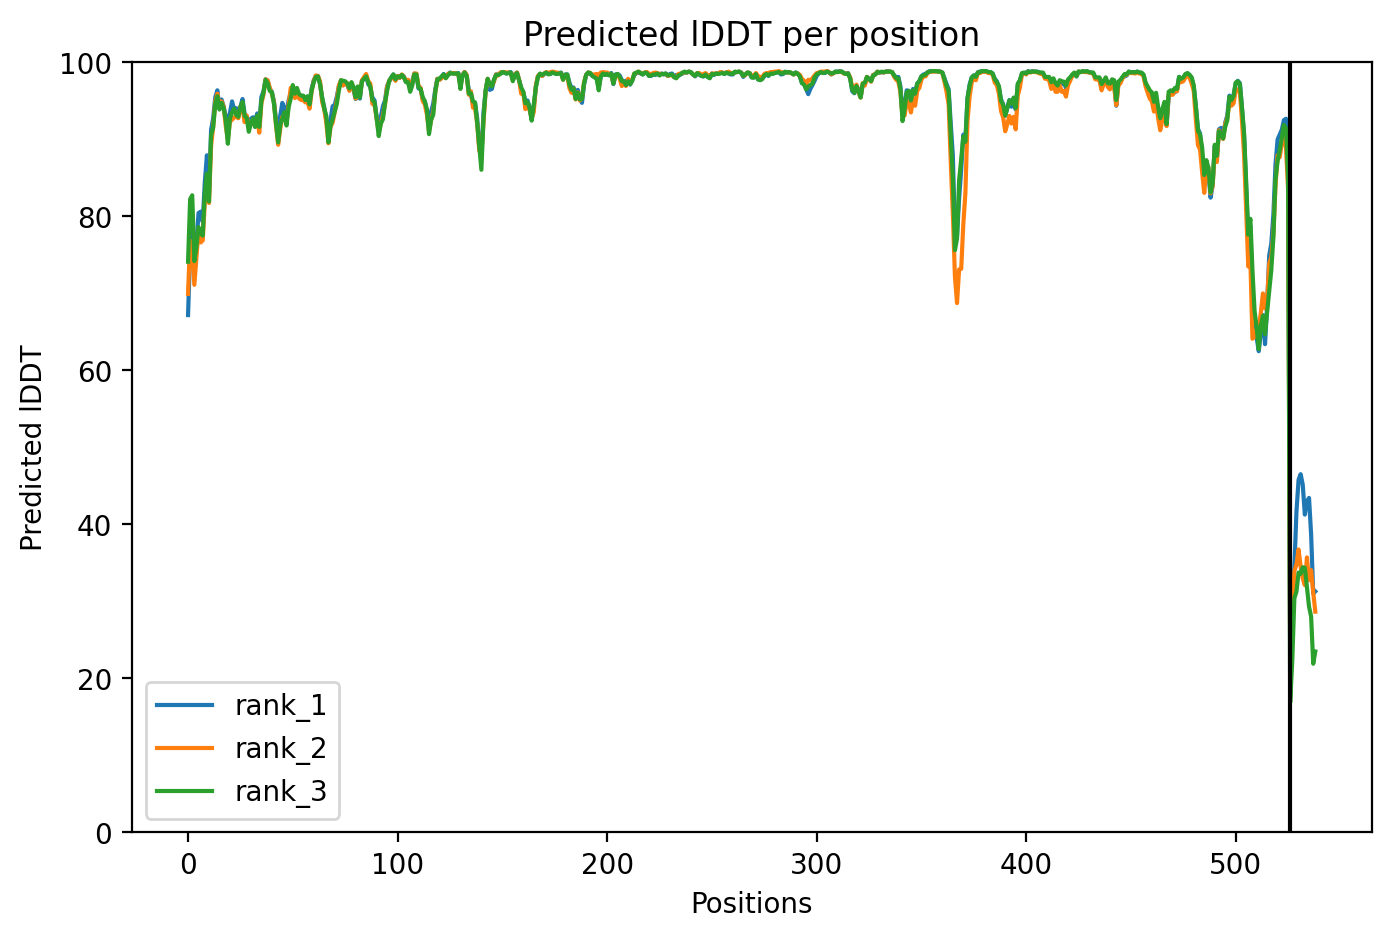 Predicted lDDT per position
100
80
60
40
20
0
Predicted lDDT
rank_1
rank_2
rank_3
0 100 200 300 400 500
Positions